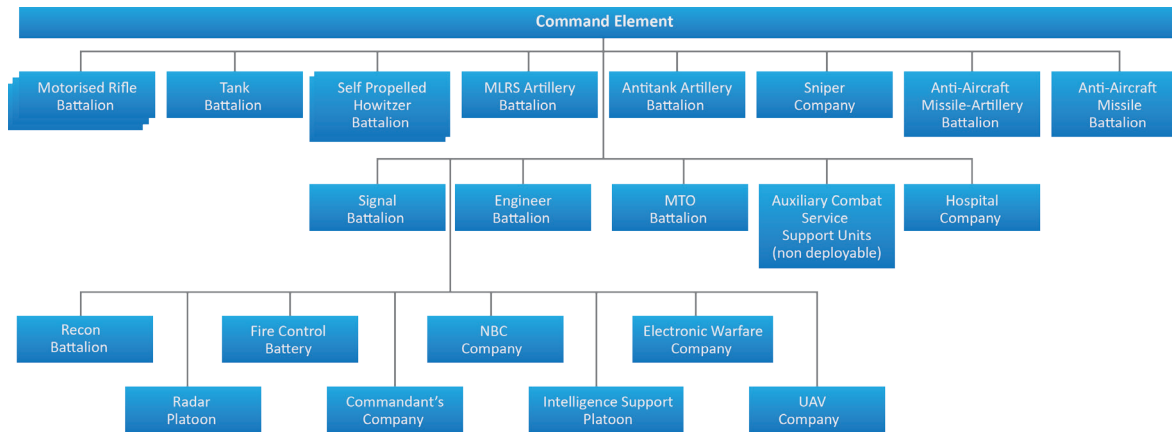 Command Element
Motorised Rifle
Battalion
Tank
Battalion
Self Propelled
Howitzer
Battalion
MLRS Artillery
Battalion
Antitank Artillery
Battalion
Sniper
Company
Anti-Aircraft
Missile-Artillery
Battalion
Anti-Aircraft
Missile
Battalion
Signal
Battalion
Engineer
Battalion
MTO
Battalion
Auxiliary Combat
Service
Support Units
(non deployable)
Hospital
Company
Recon
Battalion
Fire Control
Battery
NBC
Company
Electronic Warfare
Company
Radar
Platoon
Commandant's
Company
Intelligence Support
Platoon
UAV
Company